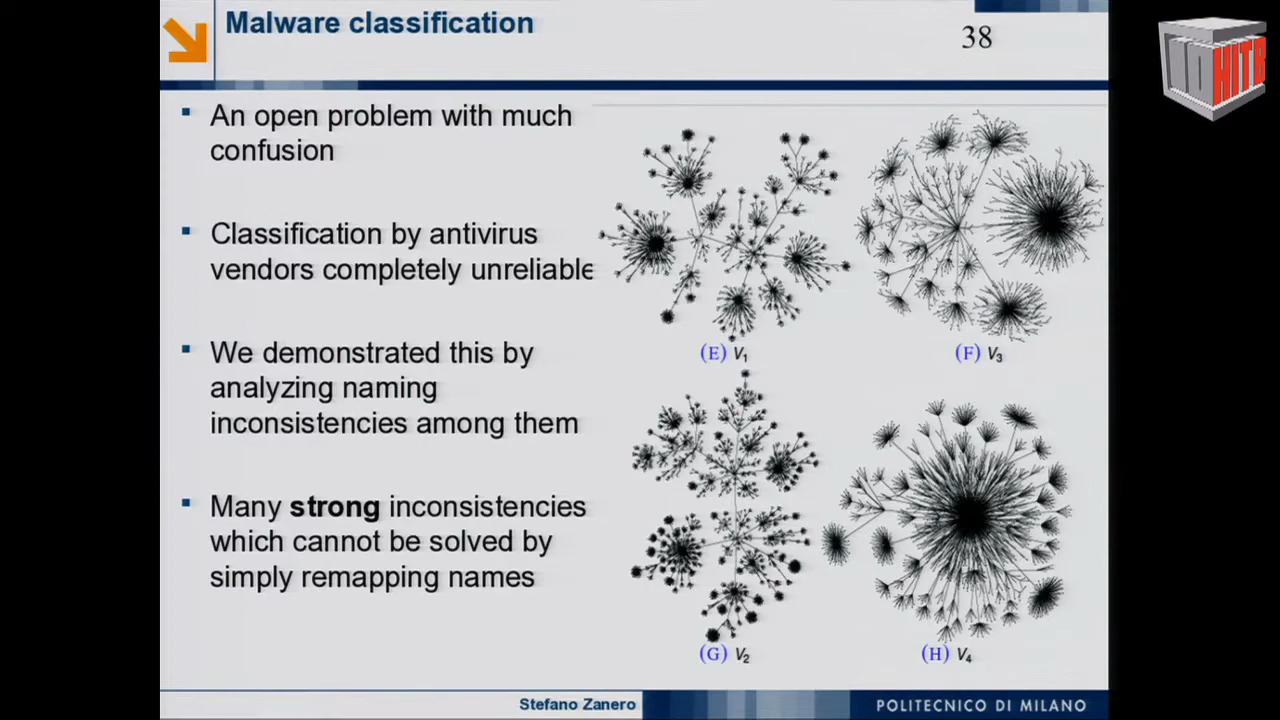 Malware classification
38
An open problem with much
confusion
Classification by antivirus
vendors completely unreliable
We demonstrated this by
analyzing naming
inconsistencies among them
Many strong inconsistencies
which cannot be solved by
simply remapping names
(E) V1
(F) V3
(G) V2
(H) V4
Stefano Zanero
POLITECNICO DI MILANO
HITB